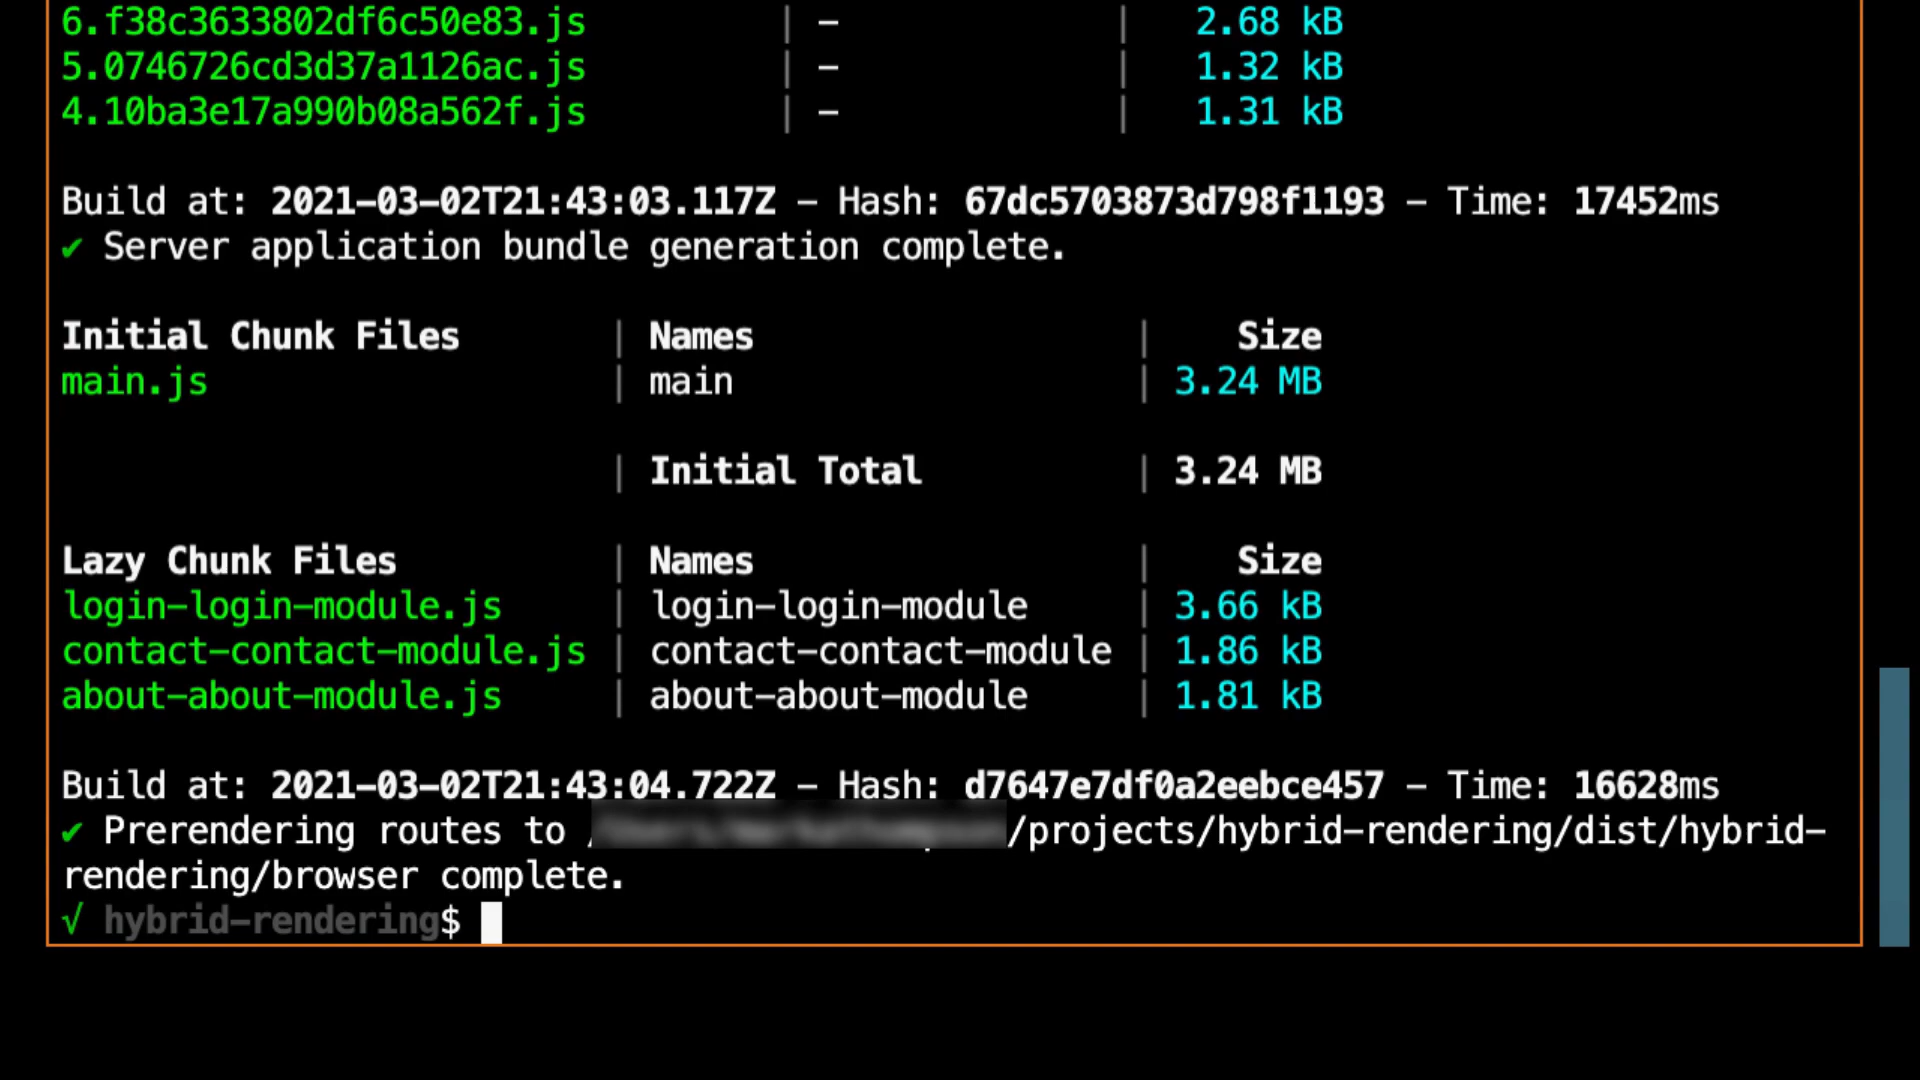 6.f38c3633802df6c50e83.js | – | 2.68 kB
5.0746726cd3d37a1126ac.js | – | 1.32 kB
4.10ba3e17a990b08a562f.js | – | 1.31 kB
Build at: 2021-03-02T21:43:03.117Z – Hash: 67dc5703873d798f1193 – Time: 17452ms
✔ Server application bundle generation complete.
Initial Chunk Files | Names | Size
main.js | main | 3.24 MB
| Initial Total | 3.24 MB
Lazy Chunk Files | Names | Size
login-login-module.js | login-login-module | 3.66 kB
contact-contact-module.js | contact-contact-module | 1.86 kB
about-about-module.js | about-about-module | 1.81 kB
Build at: 2021-03-02T21:43:04.722Z – Hash: d7647e7df0a2eebce457 – Time: 16628ms
✔ Prerendering routes to /projects/hybrid-rendering/dist/hybrid-
rendering/browser complete.
√ hybrid-rendering$